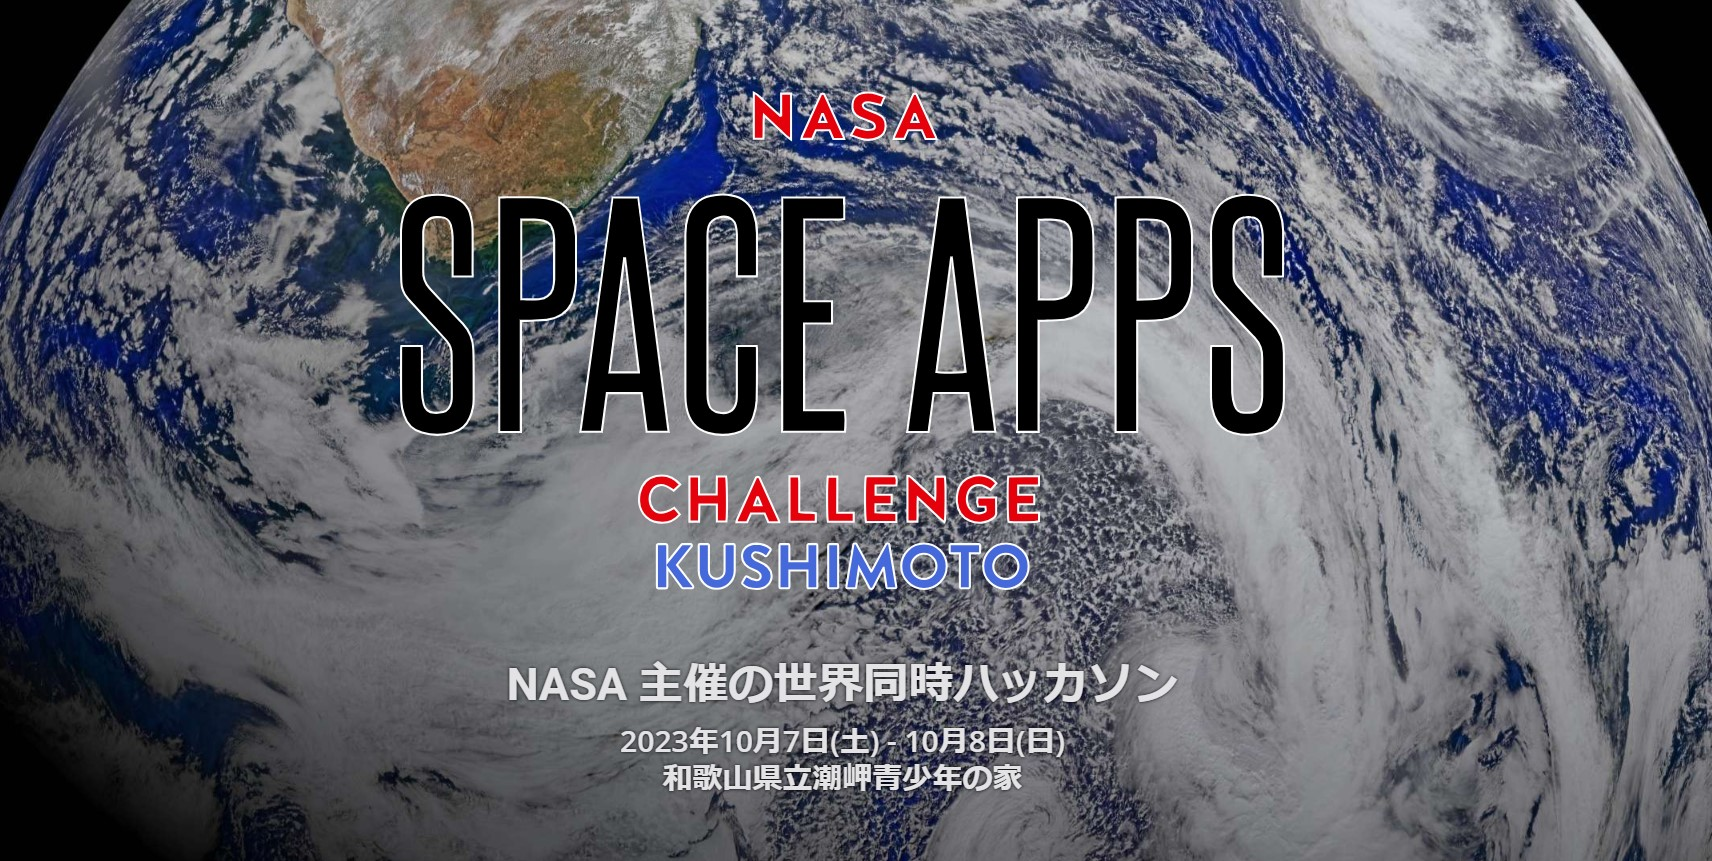 NASA
SPACE APPS
CHALLENGE
KUSHIMOTO
NASA 主催の世界同時ハッカソン
2023年10月7日(土) - 10月8日(日)
和歌山県立潮岬青少年の家